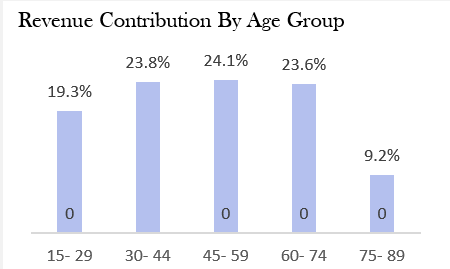 Revenue Contribution By Age Group
24.1%
23.8% 23.6%
19.3%
9.2%
0 0 0 0 0
15- 29 30- 44 45- 59 60- 74 75- 89